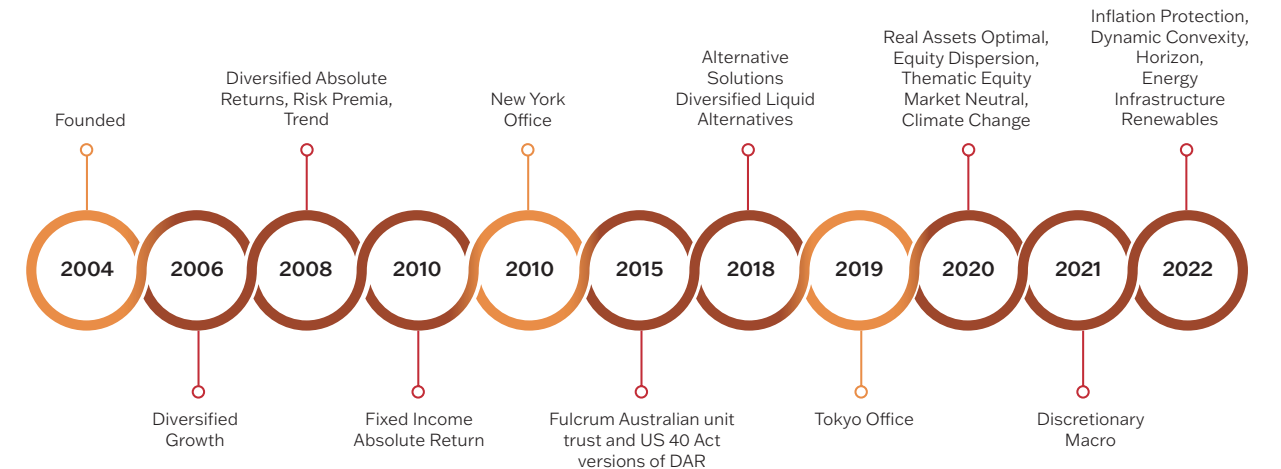 Founded
Diversified Absolute
Returns, Risk Premia,
Trend
New York
Office
Alternative
Solutions
Diversified Liquid
Alternatives
Real Assets Optimal,
Equity Dispersion,
Thematic Equity
Market Neutral,
Climate Change
Inflation Protection,
Dynamic Convexity,
Horizon,
Energy
Infrastructure
Renewables
2004
2006
2008
2010
2010
2015
2018
2019
2020
2021
2022
Diversified
Growth
Fixed Income
Absolute Return
Fulcrum Australian unit
trust and US 40 Act
versions of DAR
Tokyo Office
Discretionary
Macro